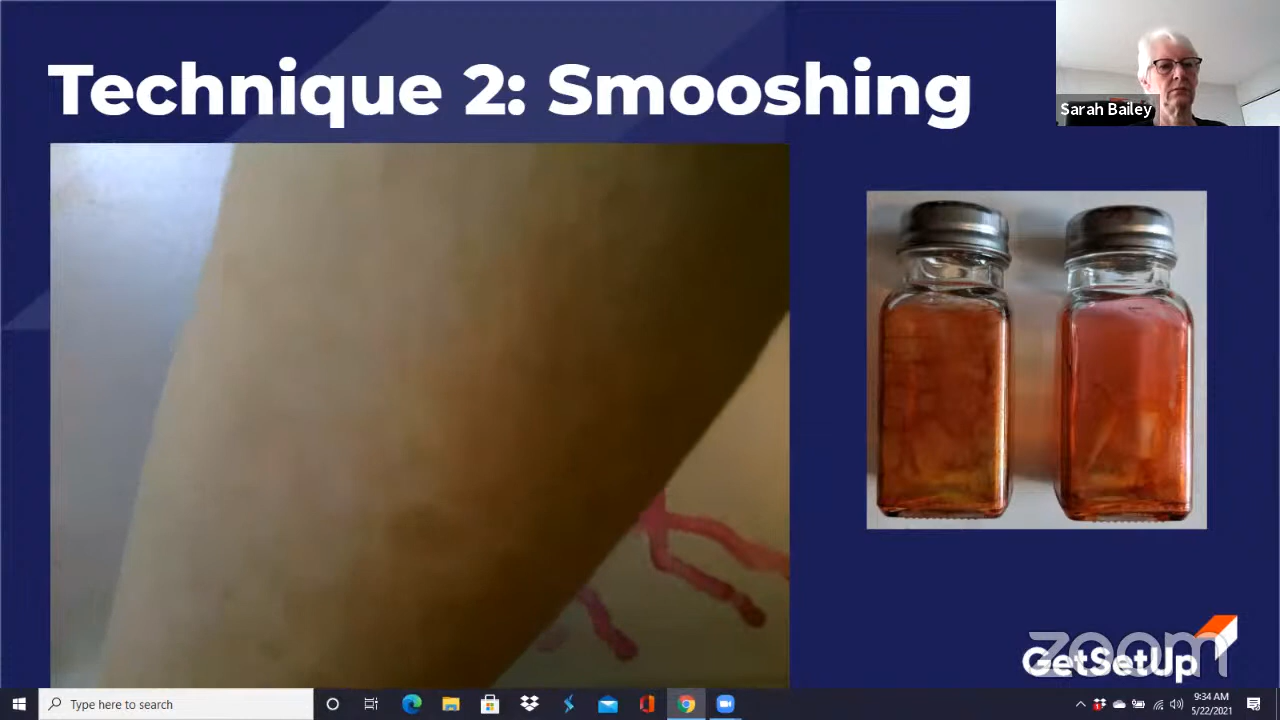 Technique 2: Smooshing
Sarah Bailey
zoom
GetSetUp
Type here to search
9:34 AM
5/22/2021